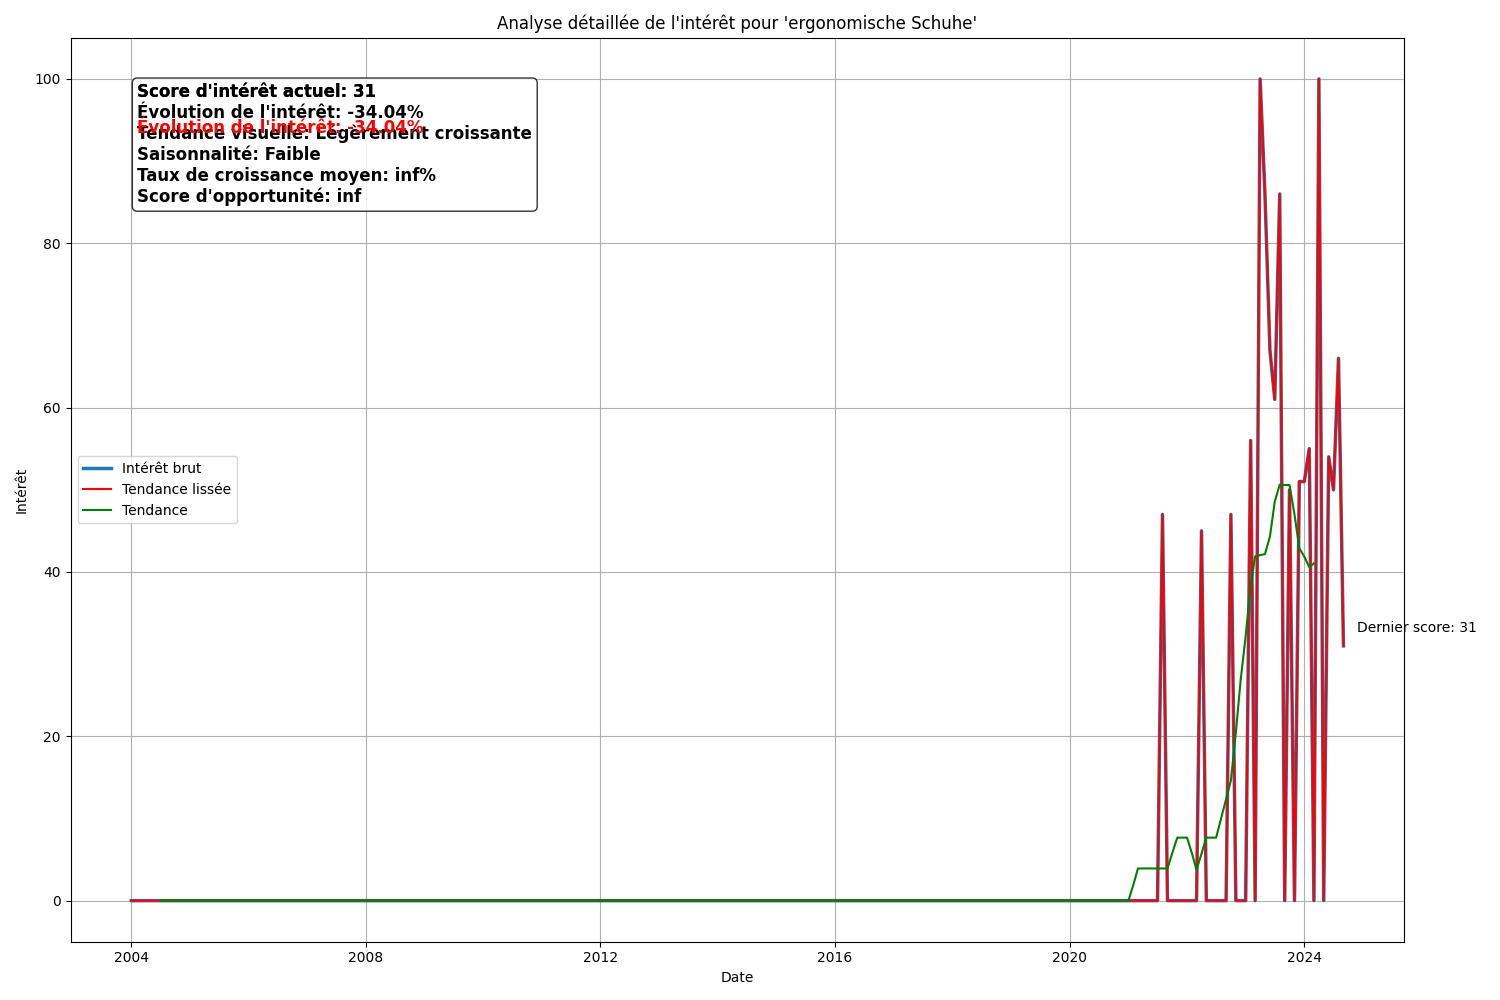 Analyse détaillée de l'intérêt pour 'ergonomische Schuhe'
100
80
60
40
20
0
Intérêt
Score d'intérêt actuel: 31
Évolution de l'intérêt: -34.04%
Évolution de l'intérêt: -34.04%
Tendance visuelle: Légèrement croissante
Saisonnalité: Faible
Taux de croissance moyen: inf%
Score d'opportunité: inf
Intérêt brut
Tendance lissée
Tendance
Dernier score: 31
2004
2008
2012
2016
2020
2024
Date